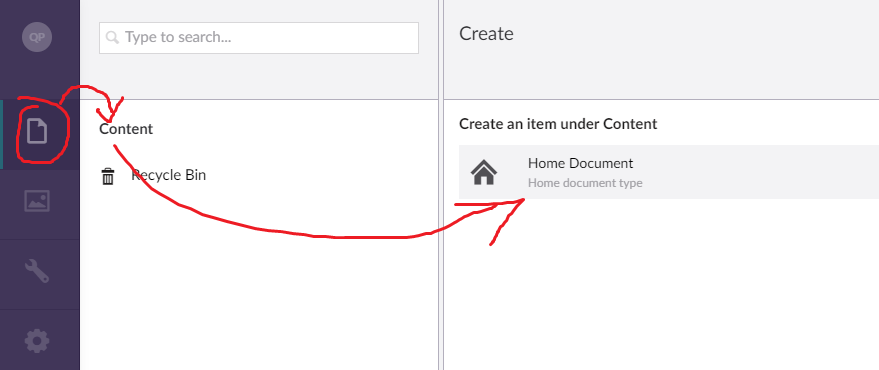 QP
Type to search...
Create
Content
Create an item under Content
Recycle Bin
Home Document
Home document type